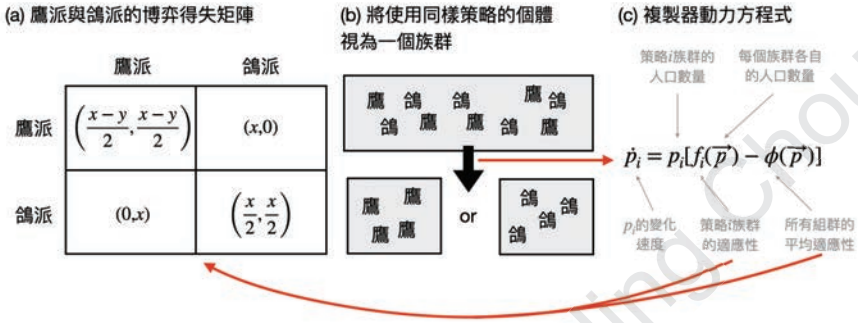 (a) 鷹派與鴿派的博弈得失矩陣
鷹派 鴿派
鷹派 (x−y/2, x−y/2) (x,0)
鴿派 (0,x) (x/2, x/2)
(b) 將使用同樣策略的個體
視為一個族群
鷹 鴿 鴿 鷹 鴿
鴿 鷹 鷹 鴿 鷹
鷹 鷹
鷹 鷹
or
鴿 鴿
鴿 鴿
鴿
(c) 複製器動力方程式
策略i族群的
人口數量
每個族群各自
的人口數量
ṗi = pi[fi(p⃗) − ϕ(p⃗)]
pi的變化
速度
策略i族群
的適應性
所有組群的
平均適應性